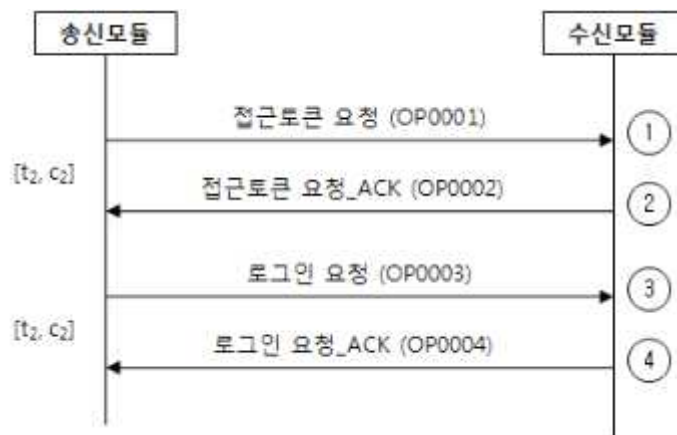 송신모듈
수신모듈
접근토큰 요청 (OP0001)
1
[t₂, c₂]
접근토큰 요청_ACK (OP0002)
2
로그인 요청 (OP0003)
3
[t₂, c₂]
로그인 요청_ACK (OP0004)
4